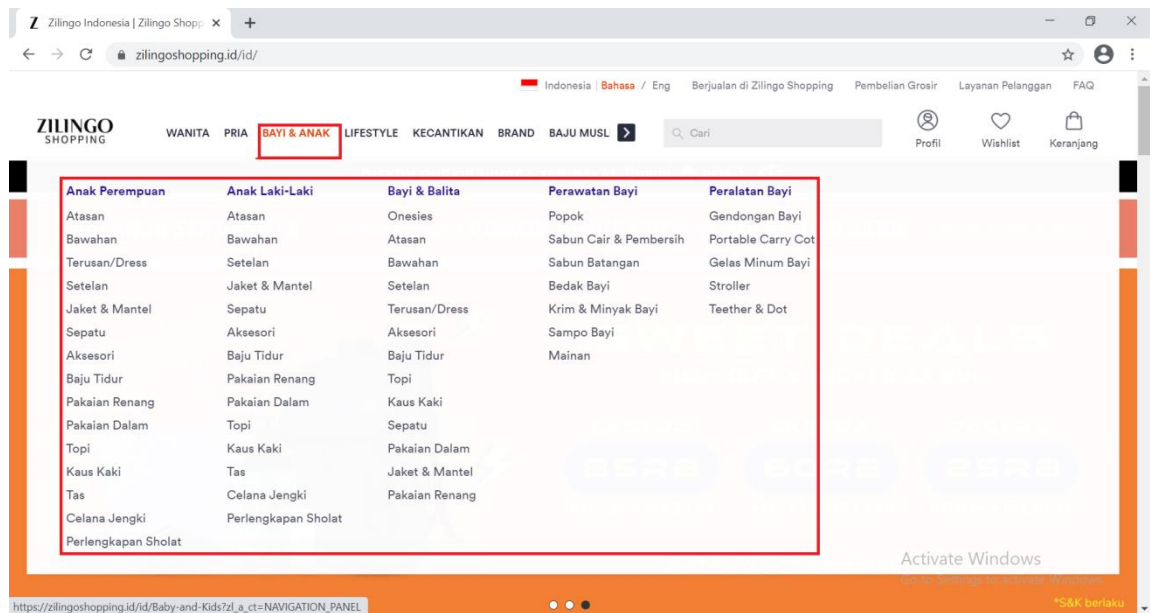 Zilingo Indonesia | Zilingo Shopp
zilingoshopping.id/id/
Indonesia | Bahasa / Eng Berjualan di Zilingo Shopping Pembelian Grosir Layanan Pelanggan FAQ
ZILINGO
SHOPPING
WANITA PRIA BAYI & ANAK LIFESTYLE KECANTIKAN BRAND BAJU MUSL
Cari
Profil Wishlist Keranjang
Anak Perempuan
Atasan
Bawahan
Terusan/Dress
Setelan
Jaket & Mantel
Sepatu
Aksesori
Baju Tidur
Pakaian Renang
Pakaian Dalam
Topi
Kaus Kaki
Tas
Celana Jengki
Perlengkapan Sholat
Anak Laki-Laki
Atasan
Bawahan
Setelan
Jaket & Mantel
Sepatu
Aksesori
Baju Tidur
Pakaian Renang
Pakaian Dalam
Topi
Kaus Kaki
Tas
Celana Jengki
Perlengkapan Sholat
Bayi & Balita
Onesies
Atasan
Bawahan
Setelan
Terusan/Dress
Aksesori
Baju Tidur
Topi
Kaus Kaki
Sepatu
Pakaian Dalam
Jaket & Mantel
Pakaian Renang
Perawatan Bayi
Popok
Sabun Cair & Pembersih
Sabun Batangan
Bedak Bayi
Krim & Minyak Bayi
Sampo Bayi
Mainan
Peralatan Bayi
Gendongan Bayi
Portable Carry Cot
Gelas Minum Bayi
Stroller
Teether & Dot
Activate Windows
Go to Settings to activate Windows.
*S&K berlaku
https://zilingoshopping.id/id/Baby-and-Kids?zl_a_ct=NAVIGATION_PANEL